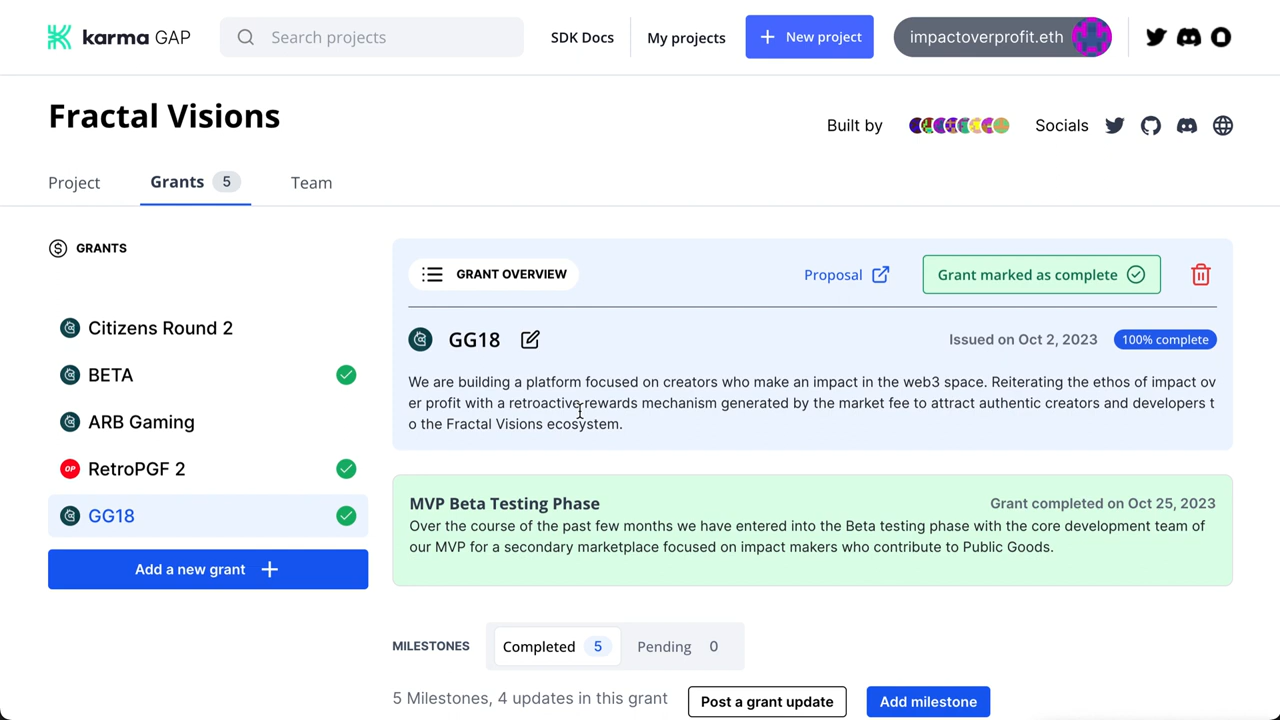 karma GAP
Search projects
SDK Docs
My projects
+ New project
impactoverprofit.eth
Fractal Visions
Built by
Socials
Project
Grants 5
Team
GRANTS
Citizens Round 2
BETA
ARB Gaming
OP RetroPGF 2
GG18
Add a new grant +
GRANT OVERVIEW
Proposal
Grant marked as complete
GG18
Issued on Oct 2, 2023
100% complete
We are building a platform focused on creators who make an impact in the web3 space. Reiterating the ethos of impact ov
er profit with a retroactive rewards mechanism generated by the market fee to attract authentic creators and developers t
o the Fractal Visions ecosystem.
MVP Beta Testing Phase
Grant completed on Oct 25, 2023
Over the course of the past few months we have entered into the Beta testing phase with the core development team of
our MVP for a secondary marketplace focused on impact makers who contribute to Public Goods.
MILESTONES
Completed 5
Pending 0
5 Milestones, 4 updates in this grant
Post a grant update
Add milestone